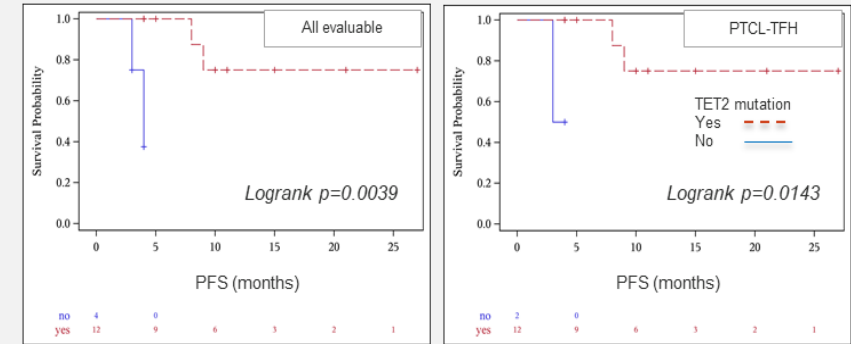 All evaluable
Survival Probability
1.0
0.8
0.6
0.4
0.2
0.0
Logrank p=0.0039
0 5 10 15 20 25
PFS (months)
no 4 0
yes 12 9 6 3 2 1
PTCL-TFH
Survival Probability
1.0
0.8
0.6
0.4
0.2
0.0
TET2 mutation
Yes
No
Logrank p=0.0143
0 5 10 15 20 25
PFS (months)
no 2 0
yes 12 9 6 3 2 1